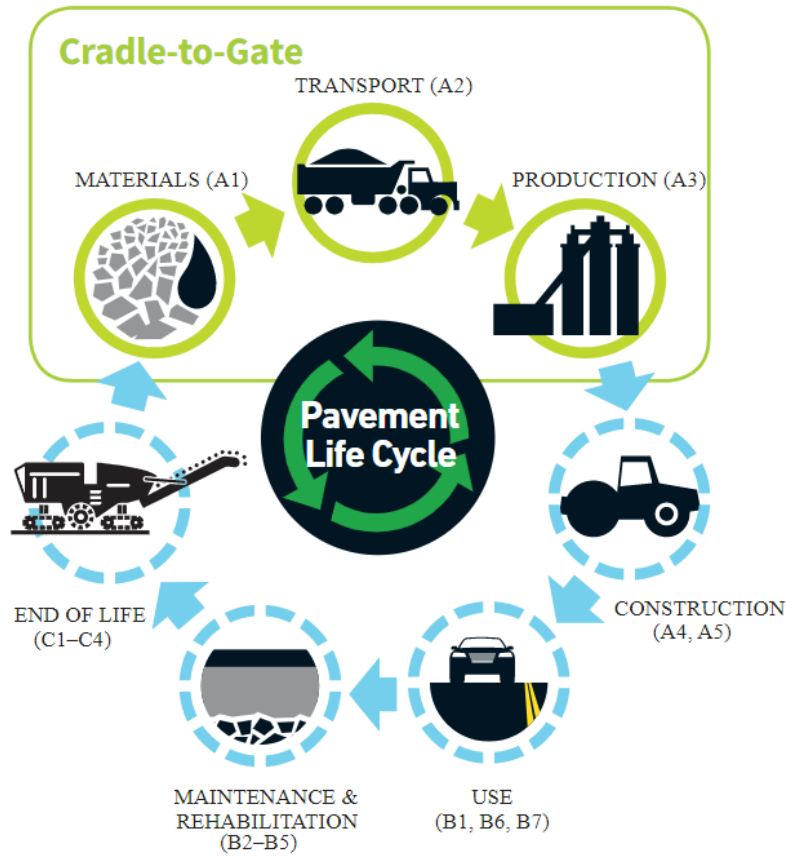 Cradle-to-Gate
TRANSPORT (A2)
MATERIALS (A1)
PRODUCTION (A3)
Pavement
Life Cycle
CONSTRUCTION
(A4, A5)
END OF LIFE
(C1–C4)
MAINTENANCE &
REHABILITATION
(B2–B5)
USE
(B1, B6, B7)